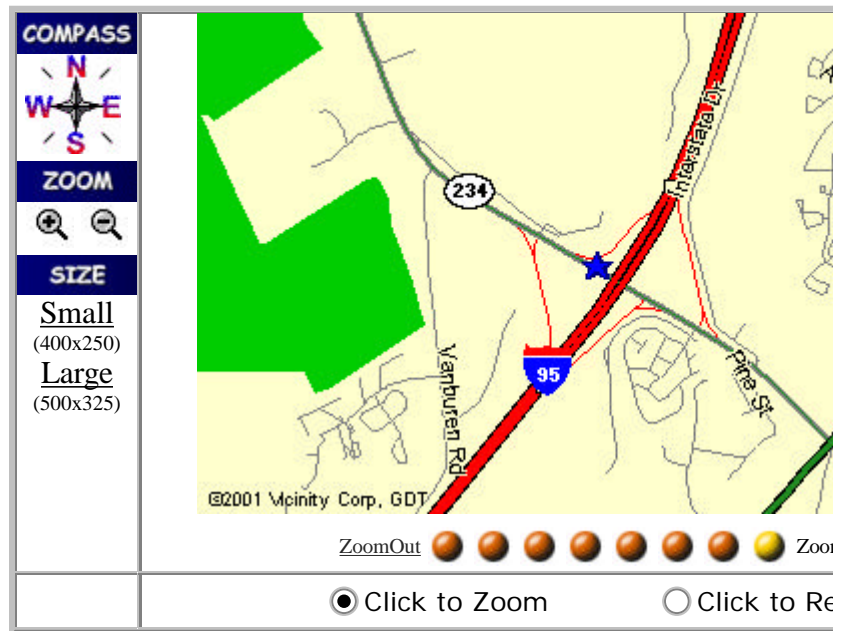 COMPASS
N
W E
S
ZOOM
SIZE
Small
(400x250)
Large
(500x325)
234
Interstate Dr
95
Vanburen Rd
Pine St
©2001 Vicinity Corp, GDT
ZoomOut
Zoo
Click to Zoom
Click to Re